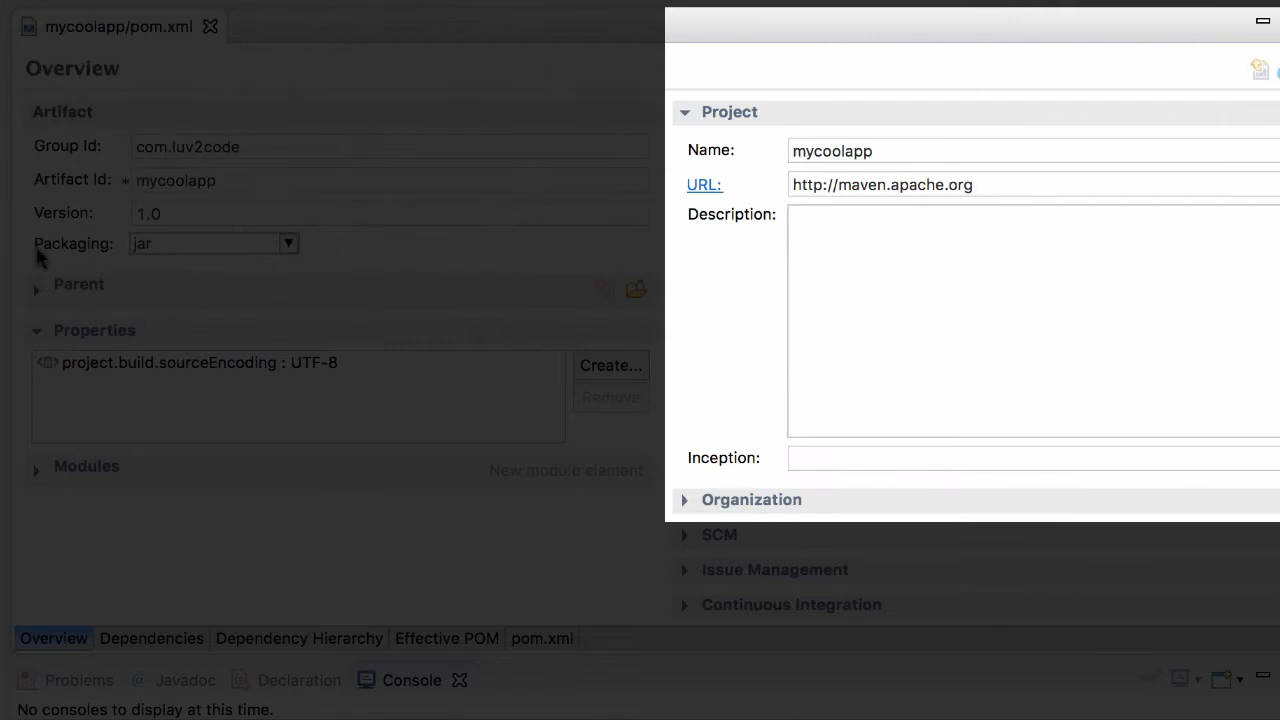 mycoolapp/pom.xml
Overview
Artifact
Group Id: com.luv2code
Artifact Id: * mycoolapp
Version: 1.0
Packaging: jar
Parent
Properties
project.build.sourceEncoding : UTF-8
Create...
Remove
Modules
New module element
Project
Name: mycoolapp
URL: http://maven.apache.org
Description:
Inception:
Organization
SCM
Issue Management
Continuous Integration
Overview Dependencies Dependency Hierarchy Effective POM pom.xml
Problems @ Javadoc Declaration Console
No consoles to display at this time.